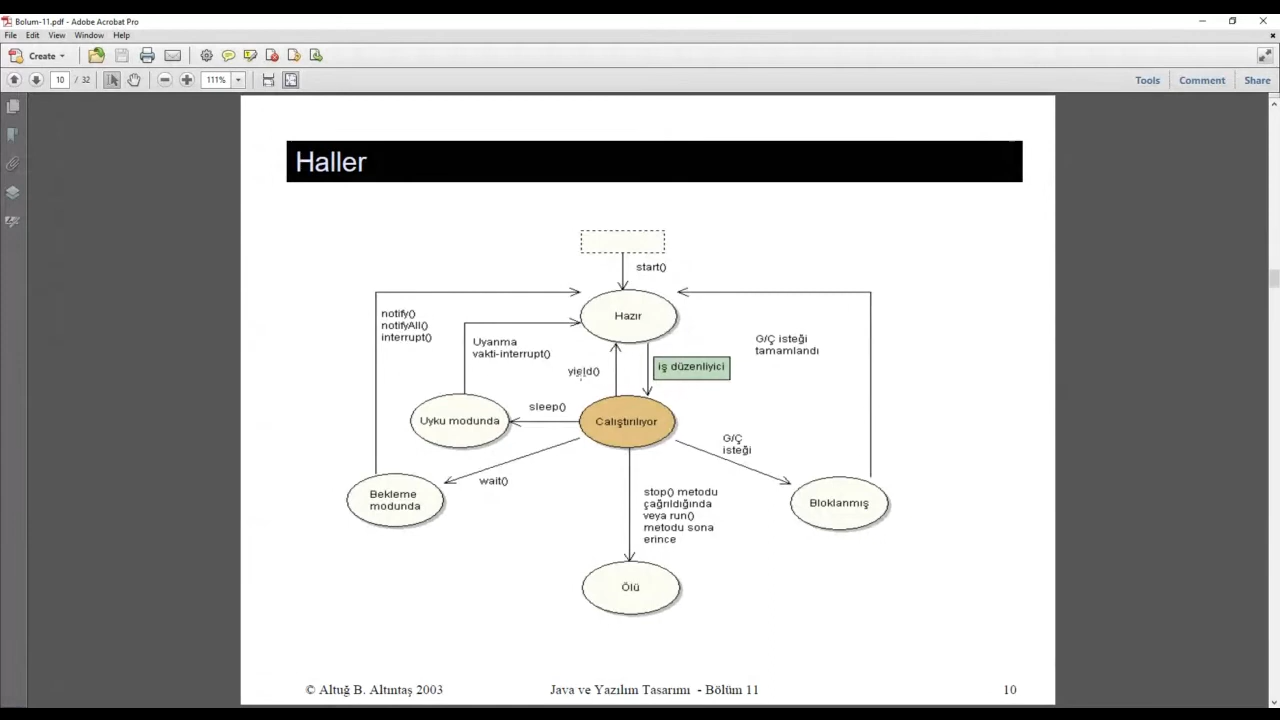 Bolum-11.pdf - Adobe Acrobat Pro
File Edit View Window Help
Create
10 / 32
111%
Tools Comment Share
Haller
start()
Hazır
notify()
notifyAll()
interrupt()
Uyanma
vakti-interrupt()
yield()
iş düzenliyici
G/Ç isteği
tamamlandı
Uyku modunda
sleep()
Calıştırılıyor
G/Ç
isteği
wait()
Bekleme
modunda
stop() metodu
çağrıldığında
veya run()
metodu sona
erince
Bloklanmış
Ölü
© Altuğ B. Altıntaş 2003
Java ve Yazılım Tasarımı - Bölüm 11
10